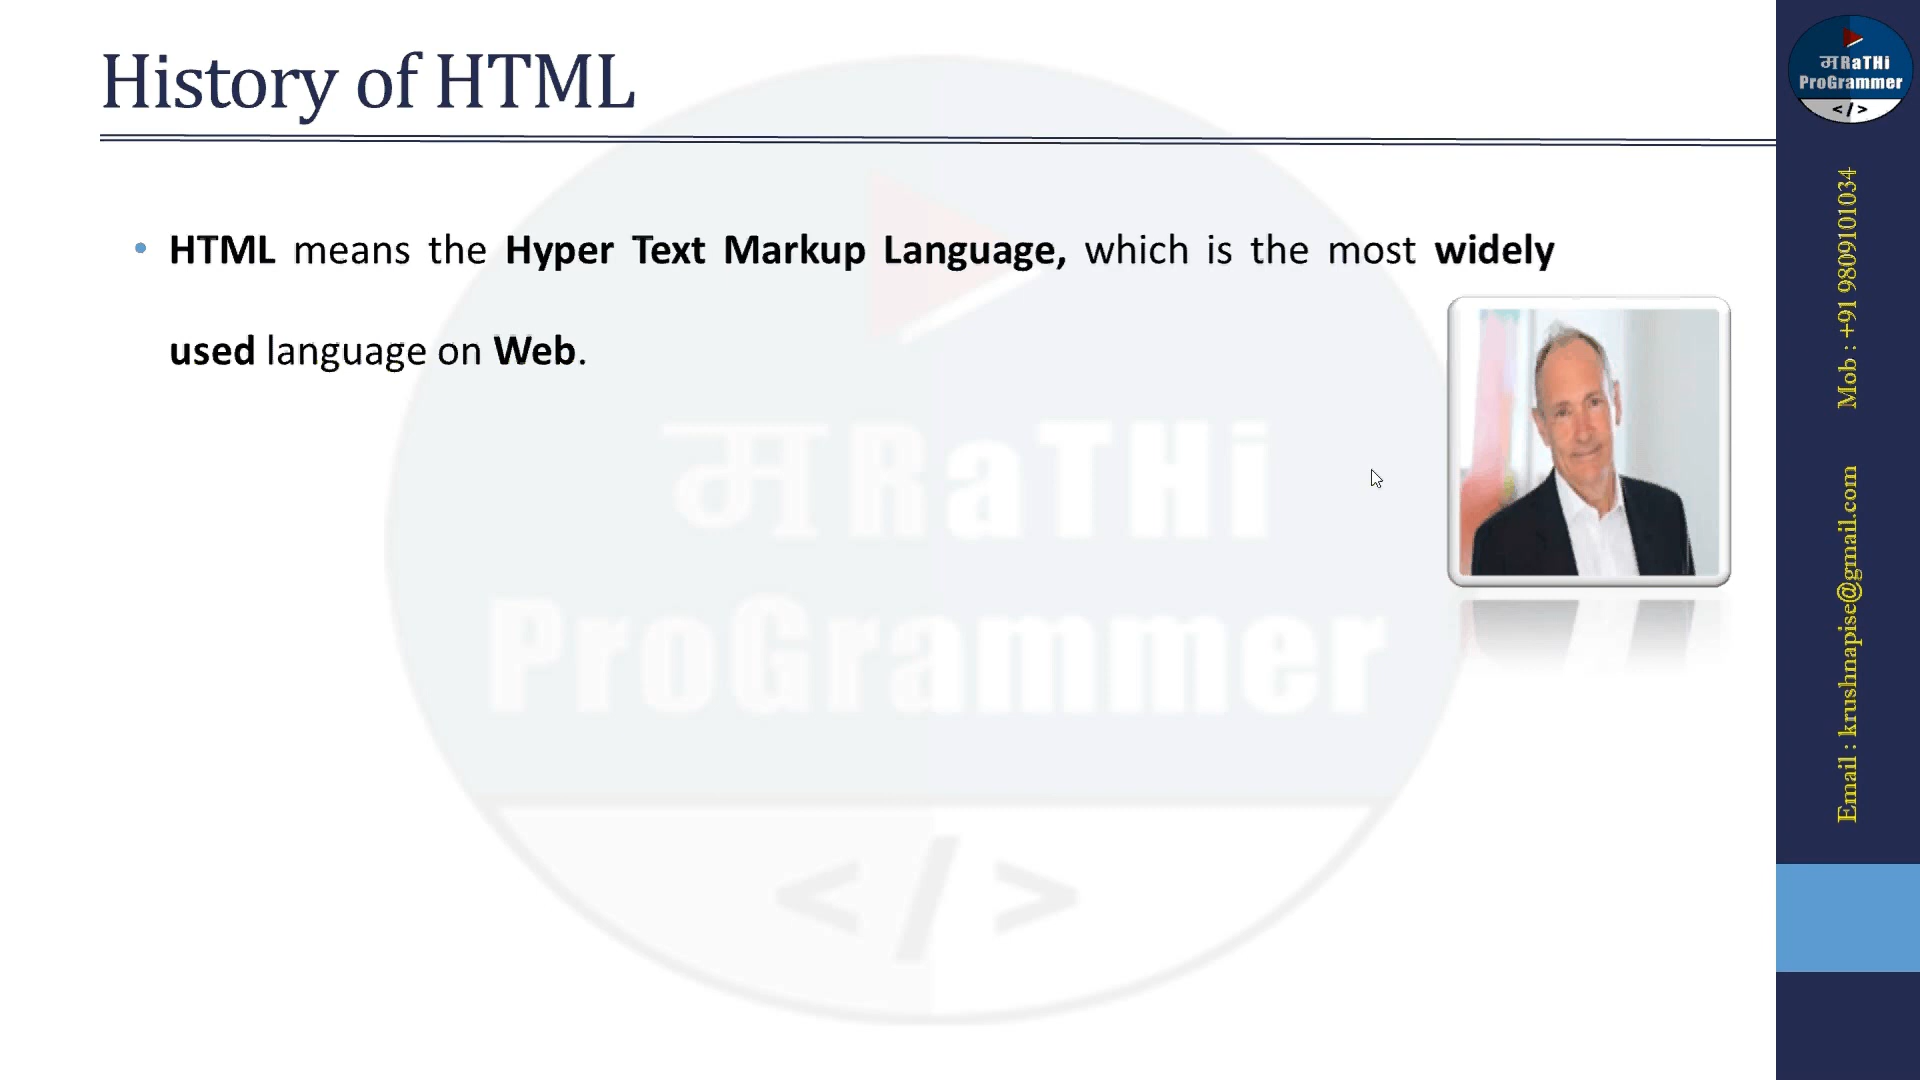 History of HTML
• HTML means the Hyper Text Markup Language, which is the most widely
used language on Web.
मRaTHi
ProGrammer
</>
मRaTHi
ProGrammer
</>
Mob : +91 9809101034
Email : krushnapise@gmail.com